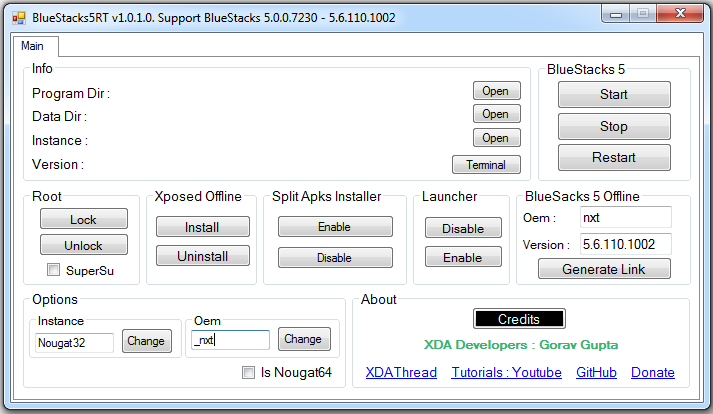 BlueStacks5RT v1.0.1.0. Support BlueStacks 5.0.0.7230 - 5.6.110.1002
Main
Info
Program Dir : Open
Data Dir : Open
Instance : Open
Version : Terminal
BlueStacks 5
Start
Stop
Restart
Root
Lock
Unlock
SuperSu
Xposed Offline
Install
Uninstall
Split Apks Installer
Enable
Disable
Launcher
Disable
Enable
BlueSacks 5 Offline
Oem : nxt
Version : 5.6.110.1002
Generate Link
Options
Instance
Nougat32 Change
Oem
_nxt Change
Is Nougat64
About
Credits
XDA Developers : Gorav Gupta
XDAThread Tutorials : Youtube GitHub Donate